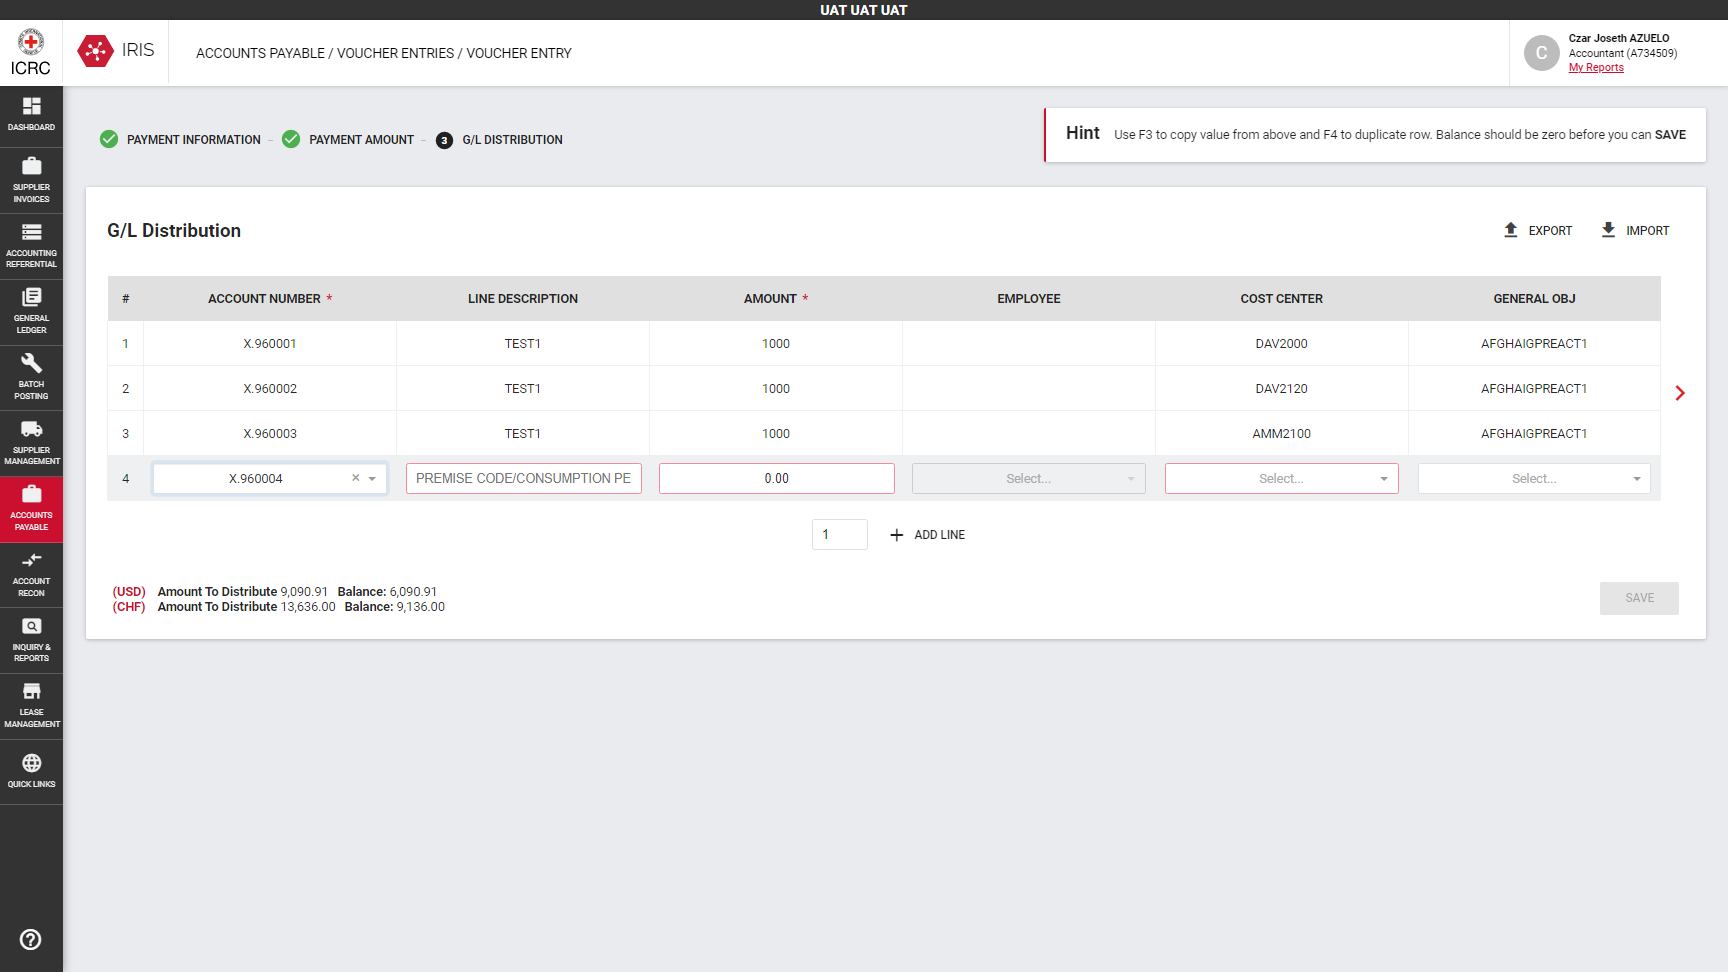 UAT UAT UAT
ICRC
IRIS
ACCOUNTS PAYABLE / VOUCHER ENTRIES / VOUCHER ENTRY
C
Czar Joseth AZUELO
Accountant (A734509)
My Reports
DASHBOARD
SUPPLIER
INVOICES
ACCOUNTING
REFERENTIAL
GENERAL
LEDGER
BATCH
POSTING
SUPPLIER
MANAGEMENT
ACCOUNTS
PAYABLE
ACCOUNT
RECON
INQUIRY &
REPORTS
LEASE
MANAGEMENT
QUICK LINKS
PAYMENT INFORMATION – PAYMENT AMOUNT – 3 G/L DISTRIBUTION
Hint Use F3 to copy value from above and F4 to duplicate row. Balance should be zero before you can SAVE
G/L Distribution
EXPORT IMPORT
# ACCOUNT NUMBER * LINE DESCRIPTION AMOUNT * EMPLOYEE COST CENTER GENERAL OBJ
1 X.960001 TEST1 1000 DAV2000 AFGHAIGPREACT1
2 X.960002 TEST1 1000 DAV2120 AFGHAIGPREACT1
3 X.960003 TEST1 1000 AMM2100 AFGHAIGPREACT1
4 X.960004 × PREMISE CODE/CONSUMPTION PE 0.00 Select... Select... Select...
1 + ADD LINE
(USD) Amount To Distribute 9,090.91 Balance: 6,090.91
(CHF) Amount To Distribute 13,636.00 Balance: 9,136.00
SAVE